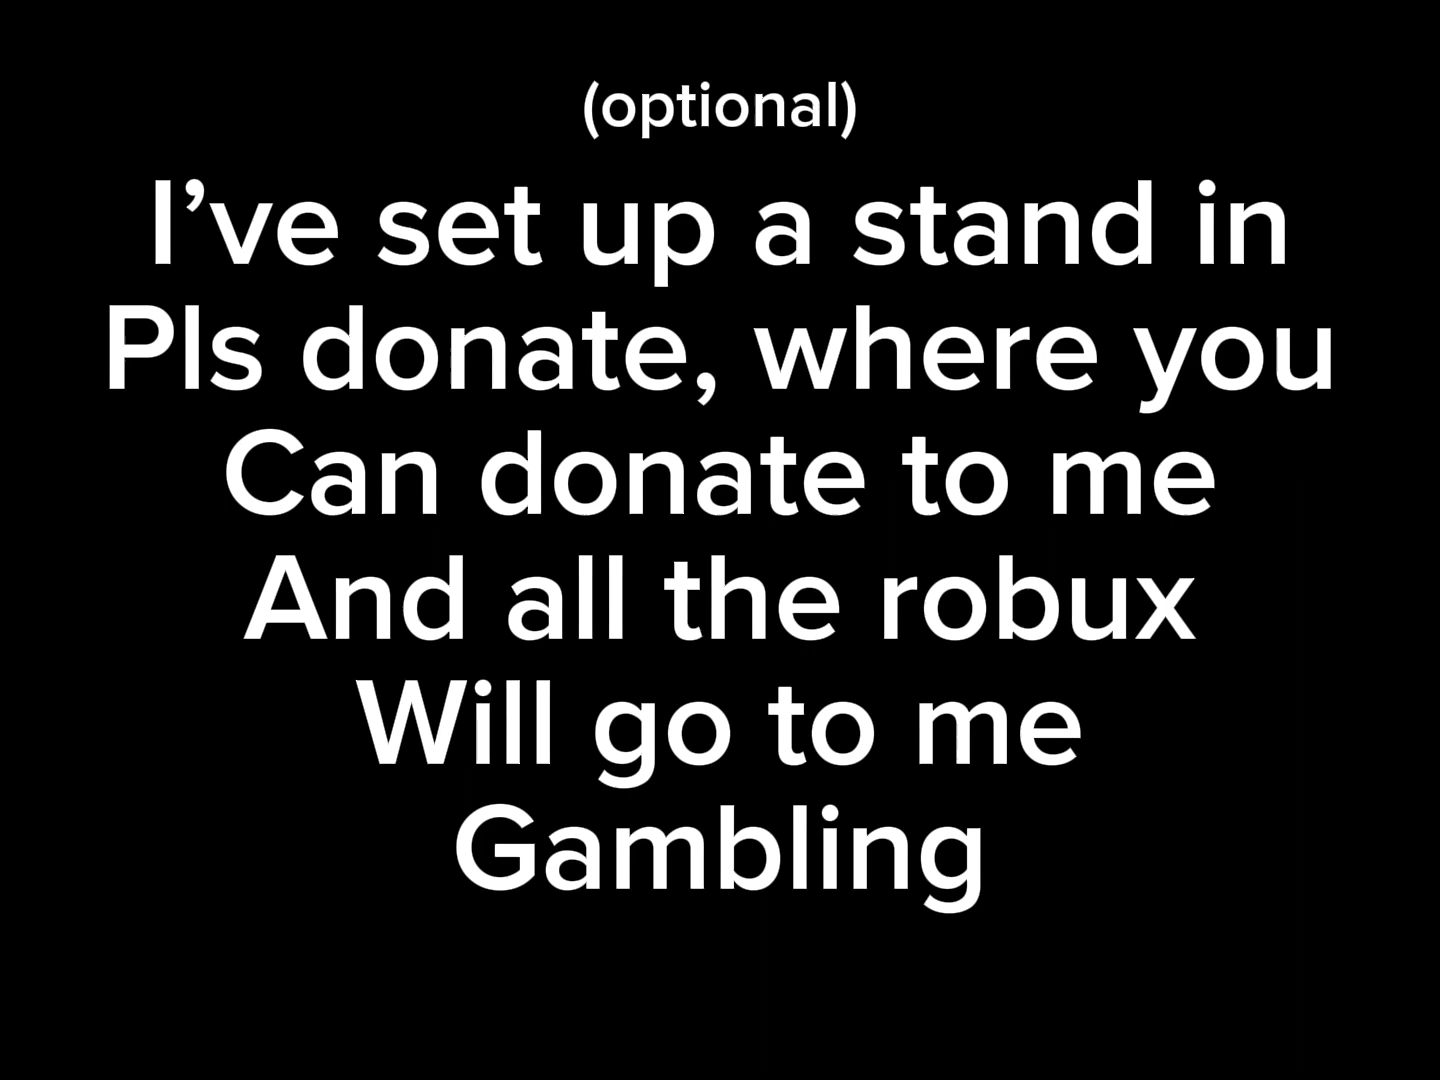 (optional)
I’ve set up a stand in
Pls donate, where you
Can donate to me
And all the robux
Will go to me
Gambling